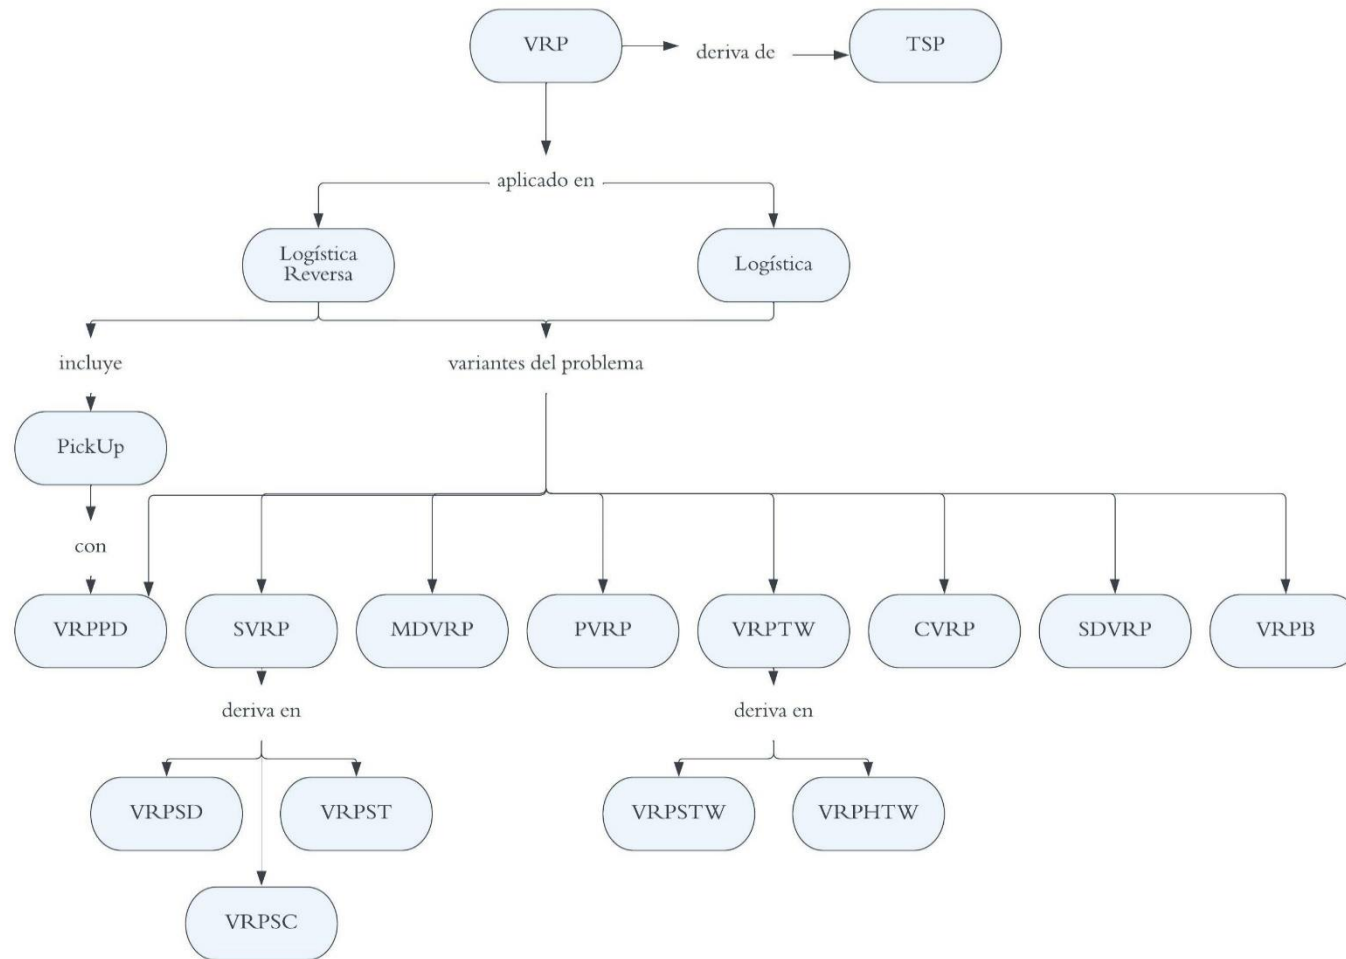 VRP
deriva de
TSP
aplicado en
Logística
Reversa
Logística
incluye
variantes del problema
PickUp
con
VRPPD
SVRP
MDVRP
PVRP
VRPTW
CVRP
SDVRP
VRPB
deriva en
deriva en
VRPSD
VRPST
VRPSTW
VRPHTW
VRPSC